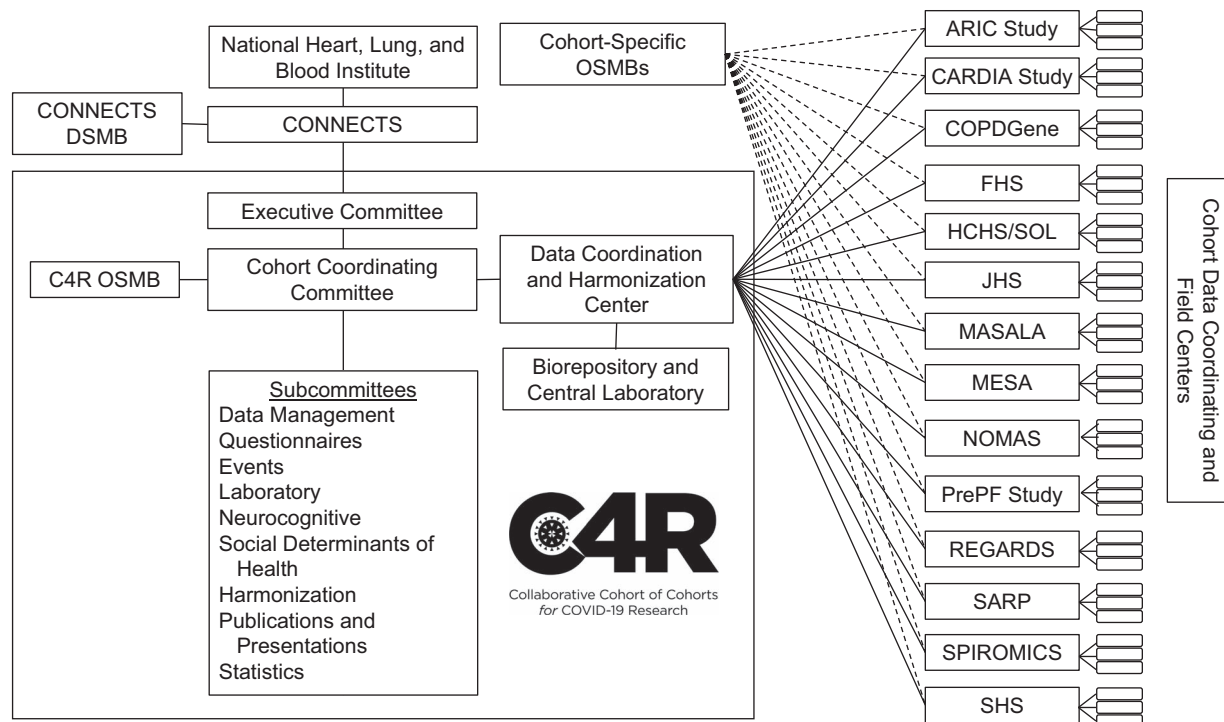 National Heart, Lung, and
Blood Institute
CONNECTS
DSMB
CONNECTS
Cohort-Specific
OSMBs
Executive Committee
C4R OSMB
Cohort Coordinating
Committee
Data Coordination
and Harmonization
Center
Biorepository and
Central Laboratory
Subcommittees
Data Management
Questionnaires
Events
Laboratory
Neurocognitive
Social Determinants of
Health
Harmonization
Publications and
Presentations
Statistics
C4R
Collaborative Cohort of Cohorts
for COVID-19 Research
ARIC Study
CARDIA Study
COPDGene
FHS
HCHS/SOL
JHS
MASALA
MESA
NOMAS
PrePF Study
REGARDS
SARP
SPIROMICS
SHS
Cohort Data Coordinating and
Field Centers